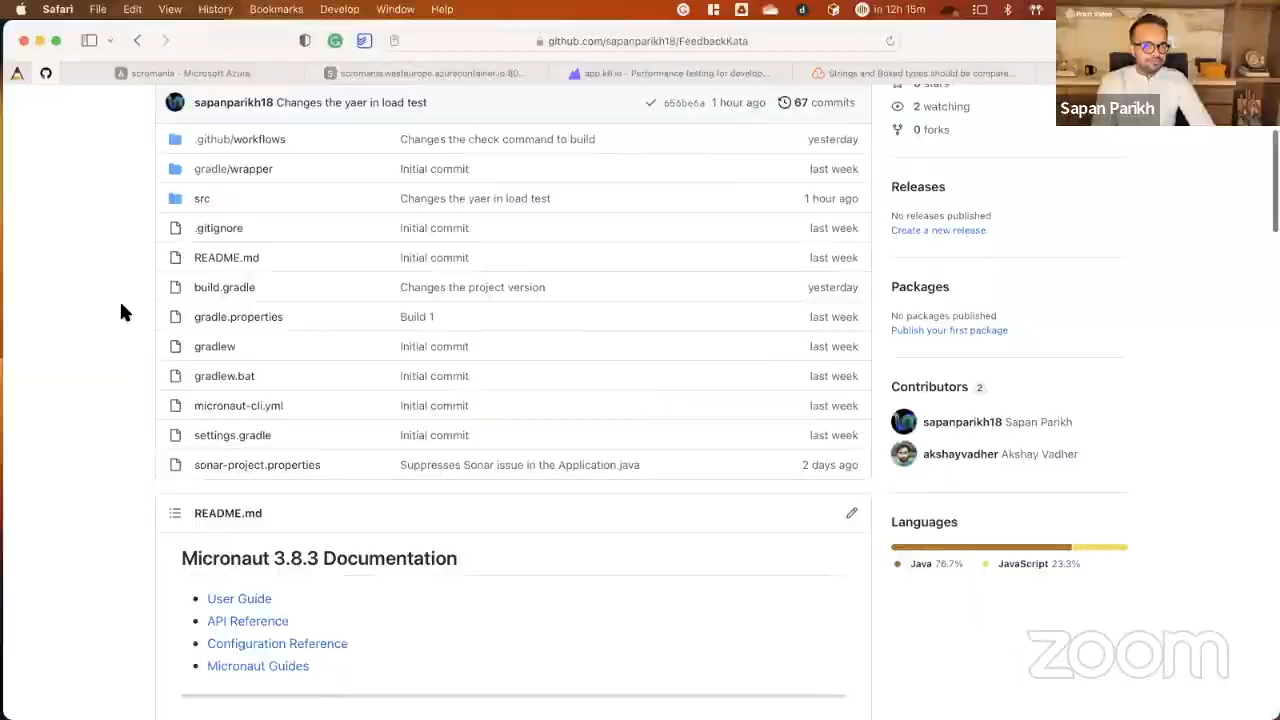 Safari File Edit View History Bookmarks Develop Window Help in 12h 15m
github.com/sapanparikh18/FeedbackKata
scromania - Microsoft Azure
scromans.westeurope.azurecontainer.io:80...
app.k6.io - Performance testing for develop...
Strings and Boxed types should be compare...
Sapan Parikh
sapanparikh18 Changes the yaer in load test 656be6a 1 hour ago 67 commits
.github/workflows Changes the check command to build yesterday
gradle/wrapper Initial commit last week
src Changes the yaer in load test 1 hour ago
.gitignore Initial commit last week
README.md Initial commit last week
build.gradle Changes the project version yesterday
gradle.properties Build 1 last week
gradlew Initial commit last week
gradlew.bat Initial commit last week
micronaut-cli.yml Initial commit last week
settings.gradle Initial commit last week
sonar-project.properties Suppresses Sonar issue in the Application.java 2 days ago
README.md
Micronaut 3.8.3 Documentation
User Guide
API Reference
Configuration Reference
Micronaut Guides
0 stars
2 watching
0 forks
Releases
No releases published
Create a new release
Packages
No packages published
Publish your first package
Contributors 2
sapanparikh18 Sapan Parikh
akshayvadher Akshay Vadher
Languages
Java 76.7% JavaScript 23.3%
zoom